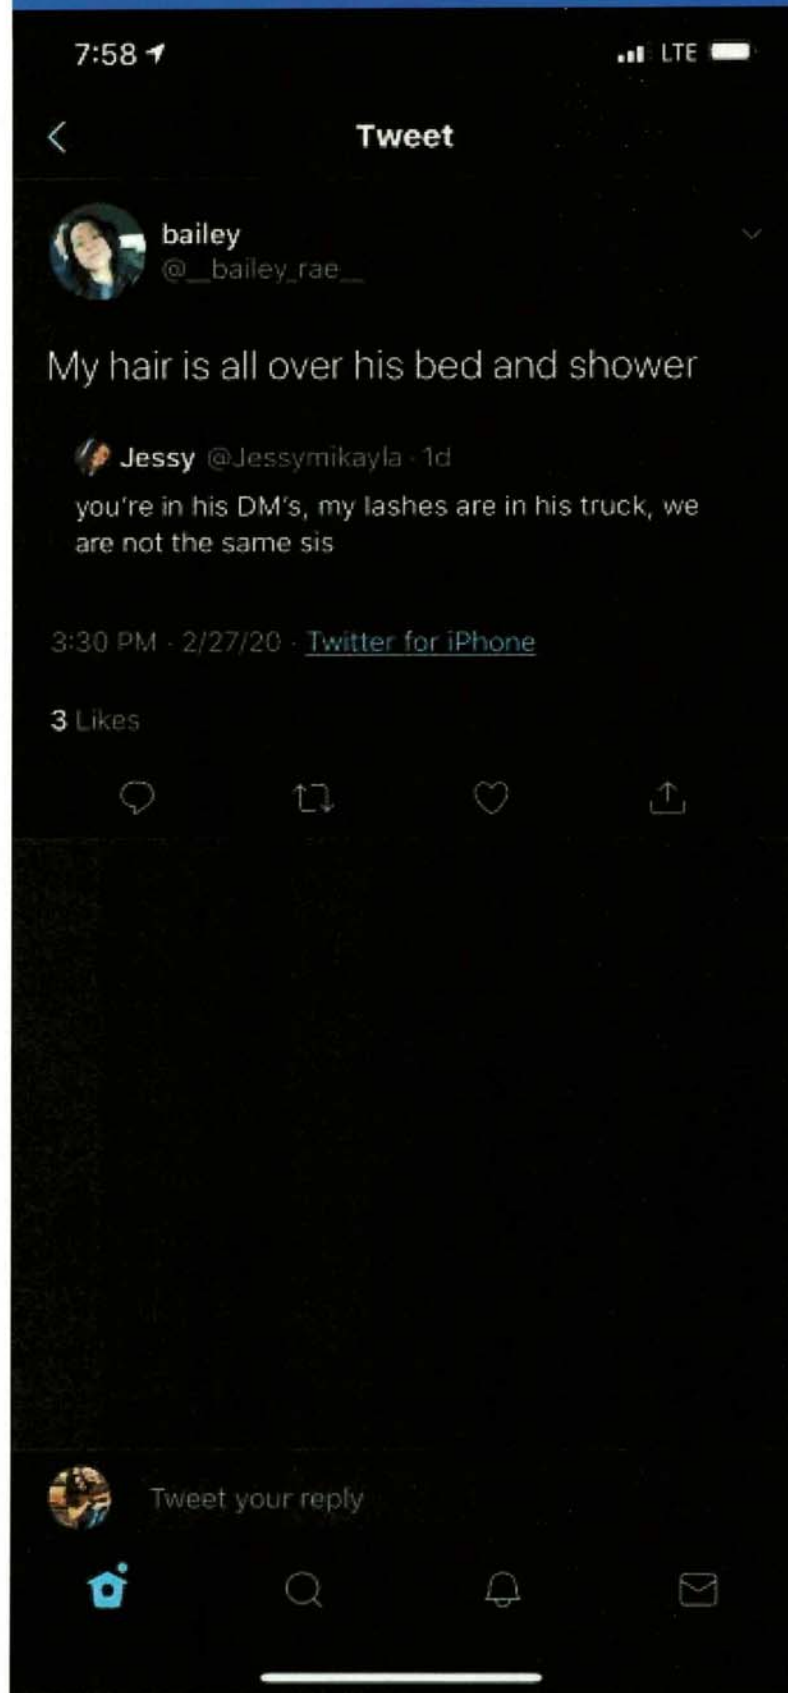 7:58 LTE
Tweet
bailey
@__bailey_rae__
My hair is all over his bed and shower
Jessy @Jessymikayla · 1d
you're in his DM's, my lashes are in his truck, we
are not the same sis
3:30 PM · 2/27/20 · Twitter for iPhone
3 Likes
Tweet your reply